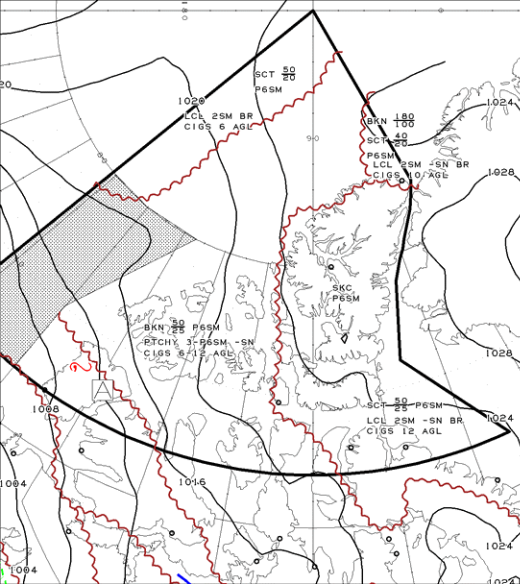 SCT 50/20
P6SM
20
1020
LCL 2SM BR
CIGS 6 AGL
1024
BKN 180/100
SCT 40/20
P6SM
LCL 2SM -SN BR
CIGS 10 AGL
90
1028
SKC
P6SM
BKN 50/25 P6SM
PTCHY 3-P6SM -SN
CIGS 6-12 AGL
1028
1008
SCT 50/25 P6SM
LCL 2SM -SN BR
CIGS 12 AGL
1024
1004
1016
1024
1004